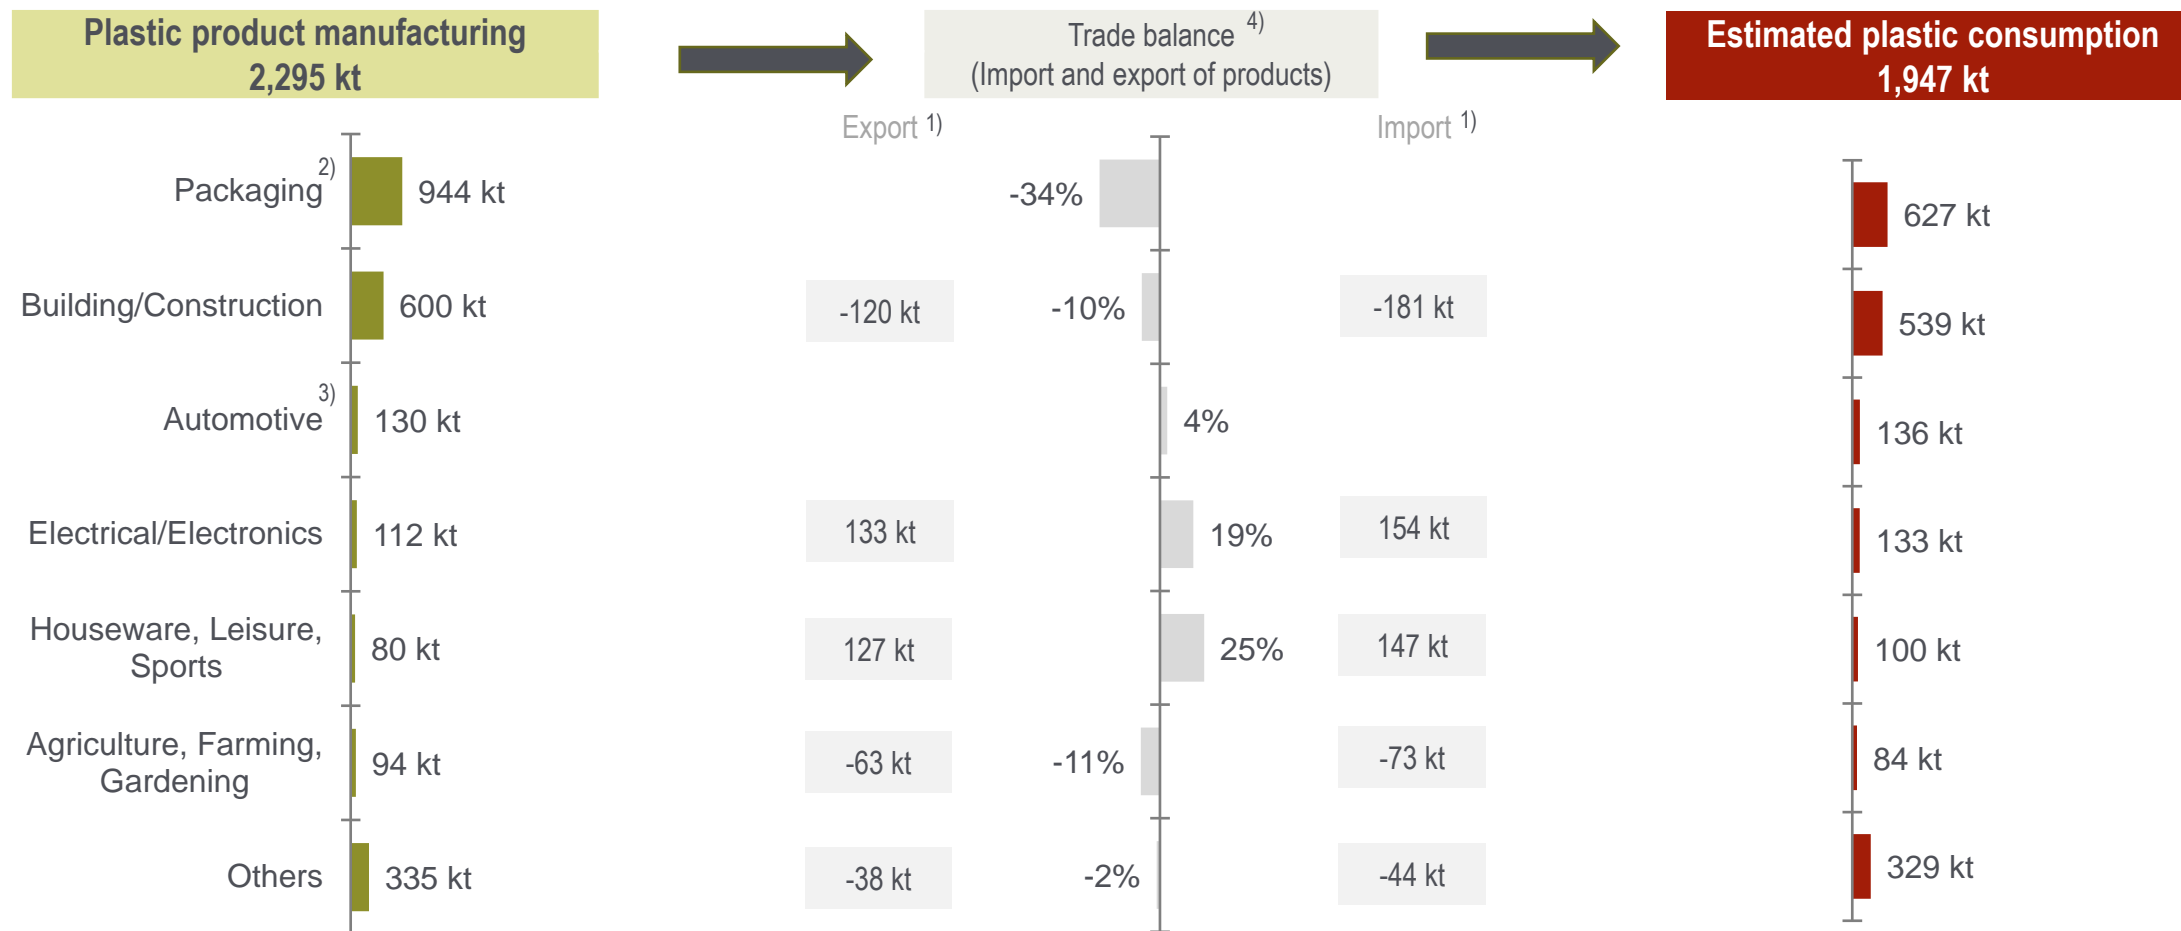 Plastic product manufacturing
2,295 kt
Trade balance 4)
(Import and export of products)
Estimated plastic consumption
1,947 kt
Export 1)
Import 1)
Packaging 2)
944 kt
-34%
627 kt
Building/Construction
600 kt
-120 kt
-10%
-181 kt
539 kt
Automotive 3)
130 kt
4%
136 kt
Electrical/Electronics
112 kt
133 kt
19%
154 kt
133 kt
Houseware, Leisure,
Sports
80 kt
127 kt
25%
147 kt
100 kt
Agriculture, Farming,
Gardening
94 kt
-63 kt
-11%
-73 kt
84 kt
Others
335 kt
-38 kt
-2%
-44 kt
329 kt